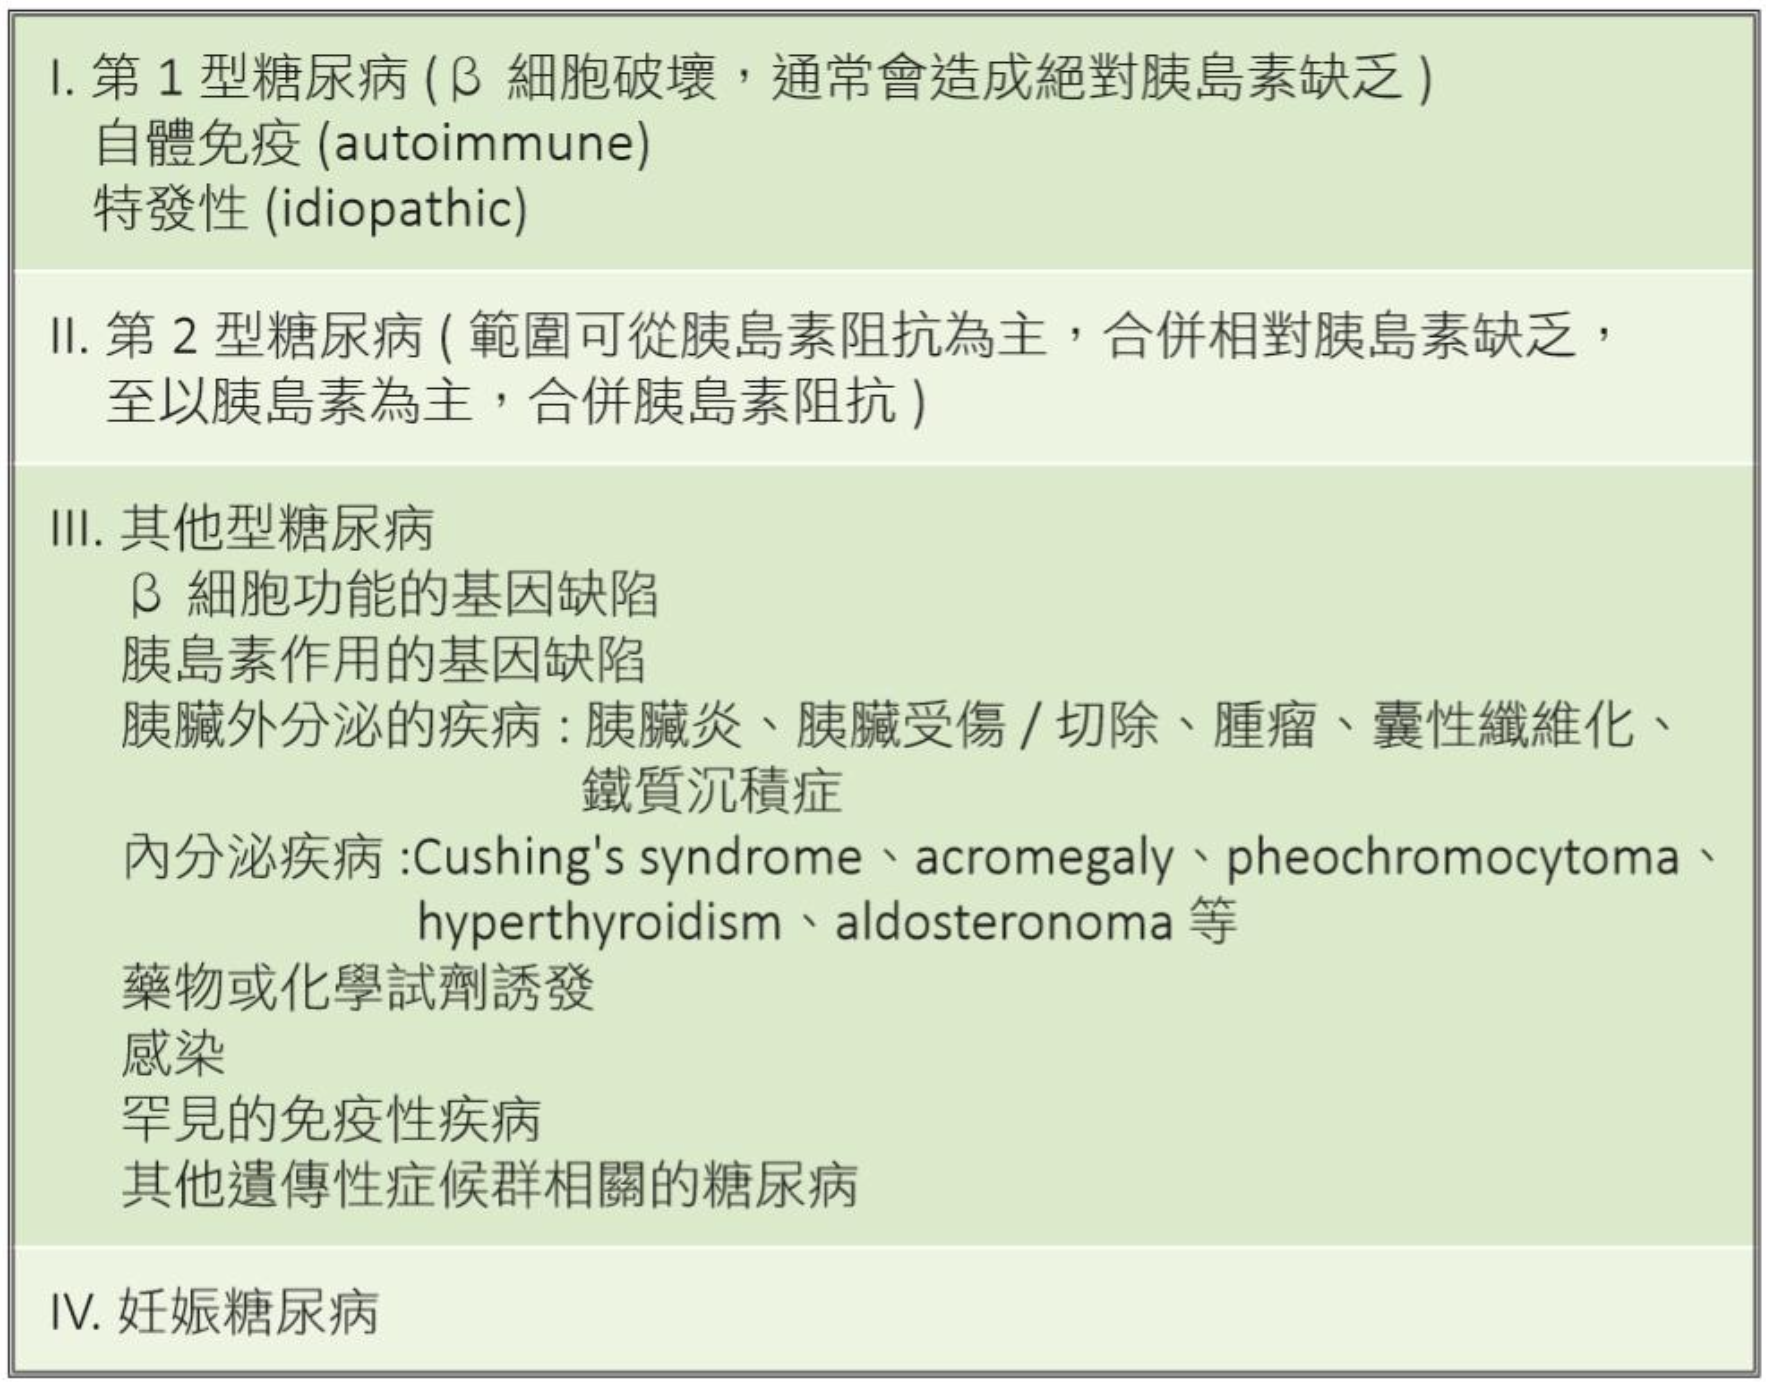 I. 第 1 型糖尿病 ( β 細胞破壞，通常會造成絕對胰島素缺乏 )
自體免疫 (autoimmune)
特發性 (idiopathic)
II. 第 2 型糖尿病 ( 範圍可從胰島素阻抗為主，合併相對胰島素缺乏，
至以胰島素為主，合併胰島素阻抗 )
III. 其他型糖尿病
β 細胞功能的基因缺陷
胰島素作用的基因缺陷
胰臟外分泌的疾病 : 胰臟炎、胰臟受傷 / 切除、腫瘤、囊性纖維化、
鐵質沉積症
內分泌疾病 :Cushing's syndrome、acromegaly、pheochromocytoma、
hyperthyroidism、aldosteronoma 等
藥物或化學試劑誘發
感染
罕見的免疫性疾病
其他遺傳性症候群相關的糖尿病
IV. 妊娠糖尿病